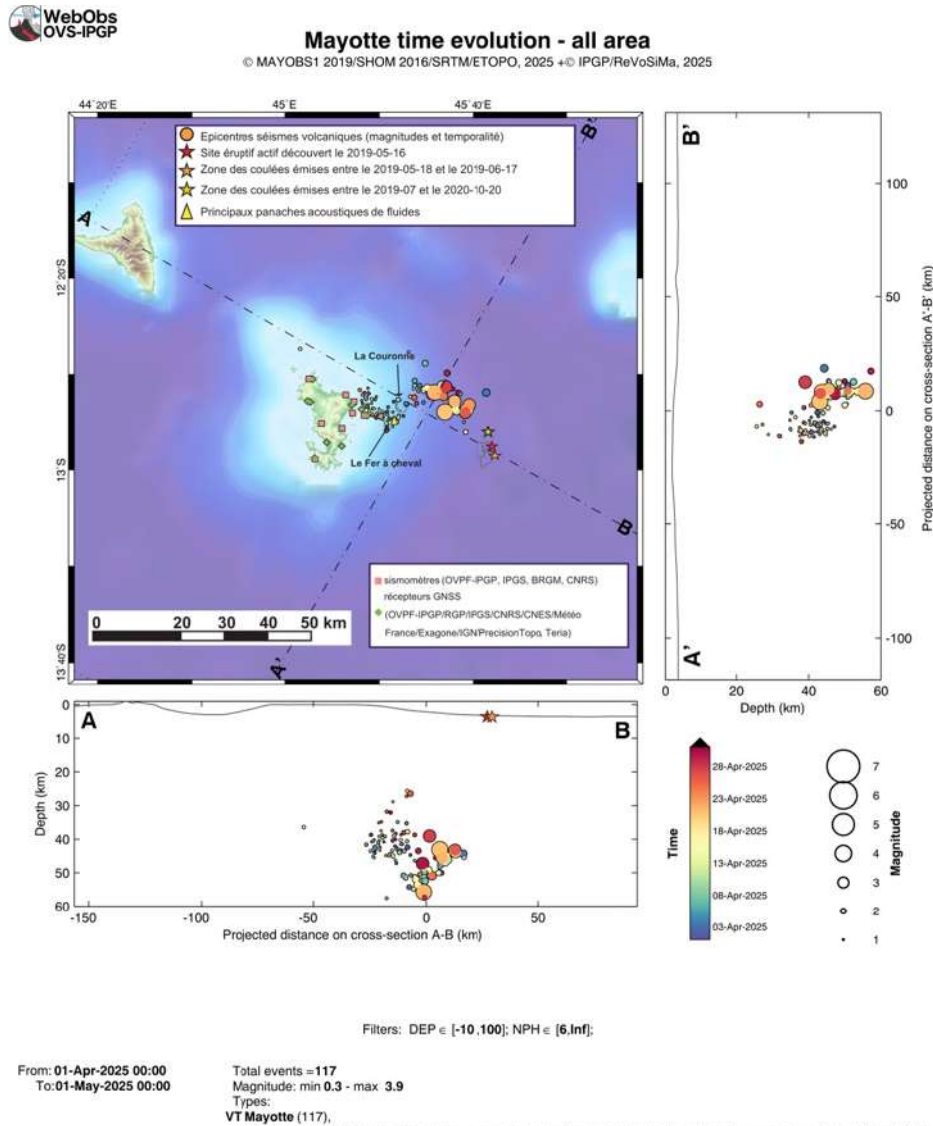 WebObs
OVS-IPGP
Mayotte time evolution - all area
© MAYOBS1 2019/SHOM 2016/SRTM/ETOPO, 2025 +© IPGP/ReVoSiMa, 2025
44˚20'E
45˚E
45˚40'E
Epicentres séismes volcaniques (magnitudes et temporalité)
Site éruptif actif découvert le 2019-05-16
Zone des coulées émises entre le 2019-05-18 et le 2019-06-17
Zone des coulées émises entre le 2019-07 et le 2020-10-20
Principaux panaches acoustiques de fluides
A
B'
12˚20'S
La Couronne
Le Fer à cheval
13˚S
B
sismomètres (OVPF-IPGP, IPGS, BRGM, CNRS)
récepteurs GNSS
(OVPF-IPGP/RGP/IPGS/CNRS/CNES/Météo
France/Exagone/IGN/PrecisionTopo, Teria)
0 20 30 40 50 km
13˚40'S
A'
B'
100
50
0
-50
-100
Projected distance on cross-section A'-B' (km)
A'
0 20 40 60
Depth (km)
A
B
0
10
20
30
40
50
60
Depth (km)
-150 -100 -50 0 50
Projected distance on cross-section A-B (km)
Time
28-Apr-2025
23-Apr-2025
18-Apr-2025
13-Apr-2025
08-Apr-2025
03-Apr-2025
7
6
5
4
3
2
1
Magnitude
Filters: DEP ∈ [-10,100]; NPH ∈ [6,Inf];
From: 01-Apr-2025 00:00
To: 01-May-2025 00:00
Total events =117
Magnitude: min 0.3 - max 3.9
Types:
VT Mayotte (117),